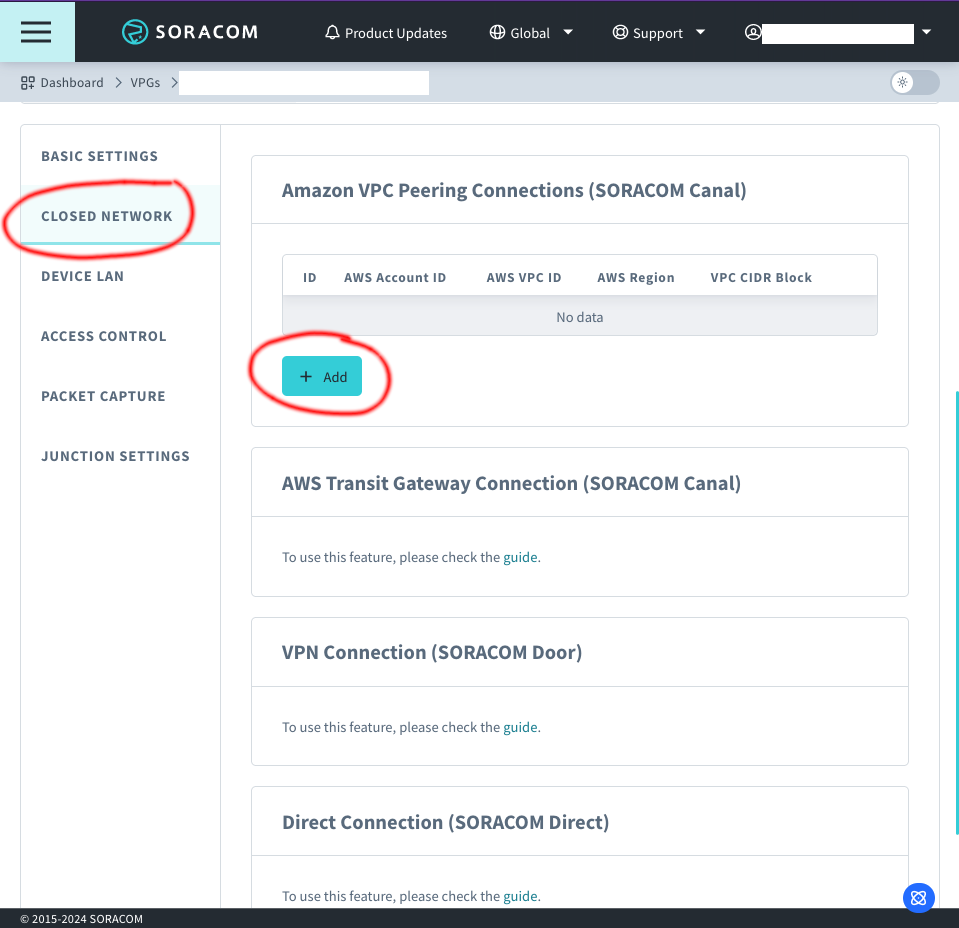 SORACOM Product Updates Global Support
Dashboard VPGs
BASIC SETTINGS
CLOSED NETWORK
DEVICE LAN
ACCESS CONTROL
PACKET CAPTURE
JUNCTION SETTINGS
Amazon VPC Peering Connections (SORACOM Canal)
ID AWS Account ID AWS VPC ID AWS Region VPC CIDR Block
No data
+ Add
AWS Transit Gateway Connection (SORACOM Canal)
To use this feature, please check the guide.
VPN Connection (SORACOM Door)
To use this feature, please check the guide.
Direct Connection (SORACOM Direct)
To use this feature, please check the guide.
© 2015-2024 SORACOM